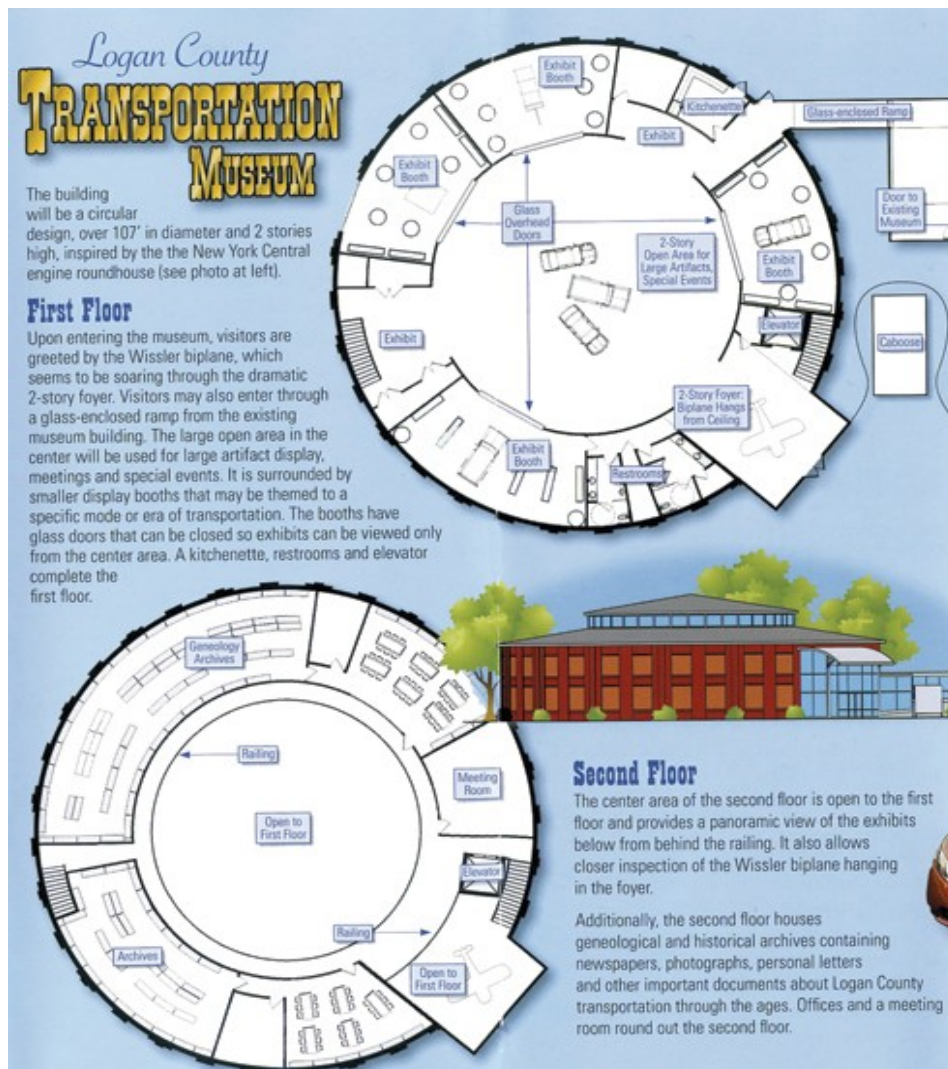 Logan County
TRANSPORTATION
MUSEUM
The building
will be a circular
design, over 107' in diameter and 2 stories
high, inspired by the the New York Central
engine roundhouse (see photo at left).
First Floor
Upon entering the museum, visitors are
greeted by the Wissler biplane, which
seems to be soaring through the dramatic
2-story foyer. Visitors may also enter through
a glass-enclosed ramp from the existing
museum building. The large open area in the
center will be used for large artifact display,
meetings and special events. It is surrounded by
smaller display booths that may be themed to a
specific mode or era of transportation. The booths have
glass doors that can be closed so exhibits can be viewed only
from the center area. A kitchenette, restrooms and elevator
complete the
first floor.
Exhibit
Booth
Kitchenette
Exhibit
Glass-enclosed Ramp
Exhibit
Booth
Glass
Overhead
Doors
2-Story
Open Area for
Large Artifacts,
Special Events
Door to
Existing
Museum
Exhibit
Booth
Elevator
Caboose
Exhibit
2-Story Foyer:
Biplane Hangs
from Ceiling
Exhibit
Booth
Restrooms
Geneology
Archives
Railing
Meeting
Room
Open to
First Floor
Elevator
Railing
Archives
Open to
First Floor
Second Floor
The center area of the second floor is open to the first
floor and provides a panoramic view of the exhibits
below from behind the railing. It also allows
closer inspection of the Wissler biplane hanging
in the foyer.
Additionally, the second floor houses
geneological and historical archives containing
newspapers, photographs, personal letters
and other important documents about Logan County
transportation through the ages. Offices and a meeting
room round out the second floor.